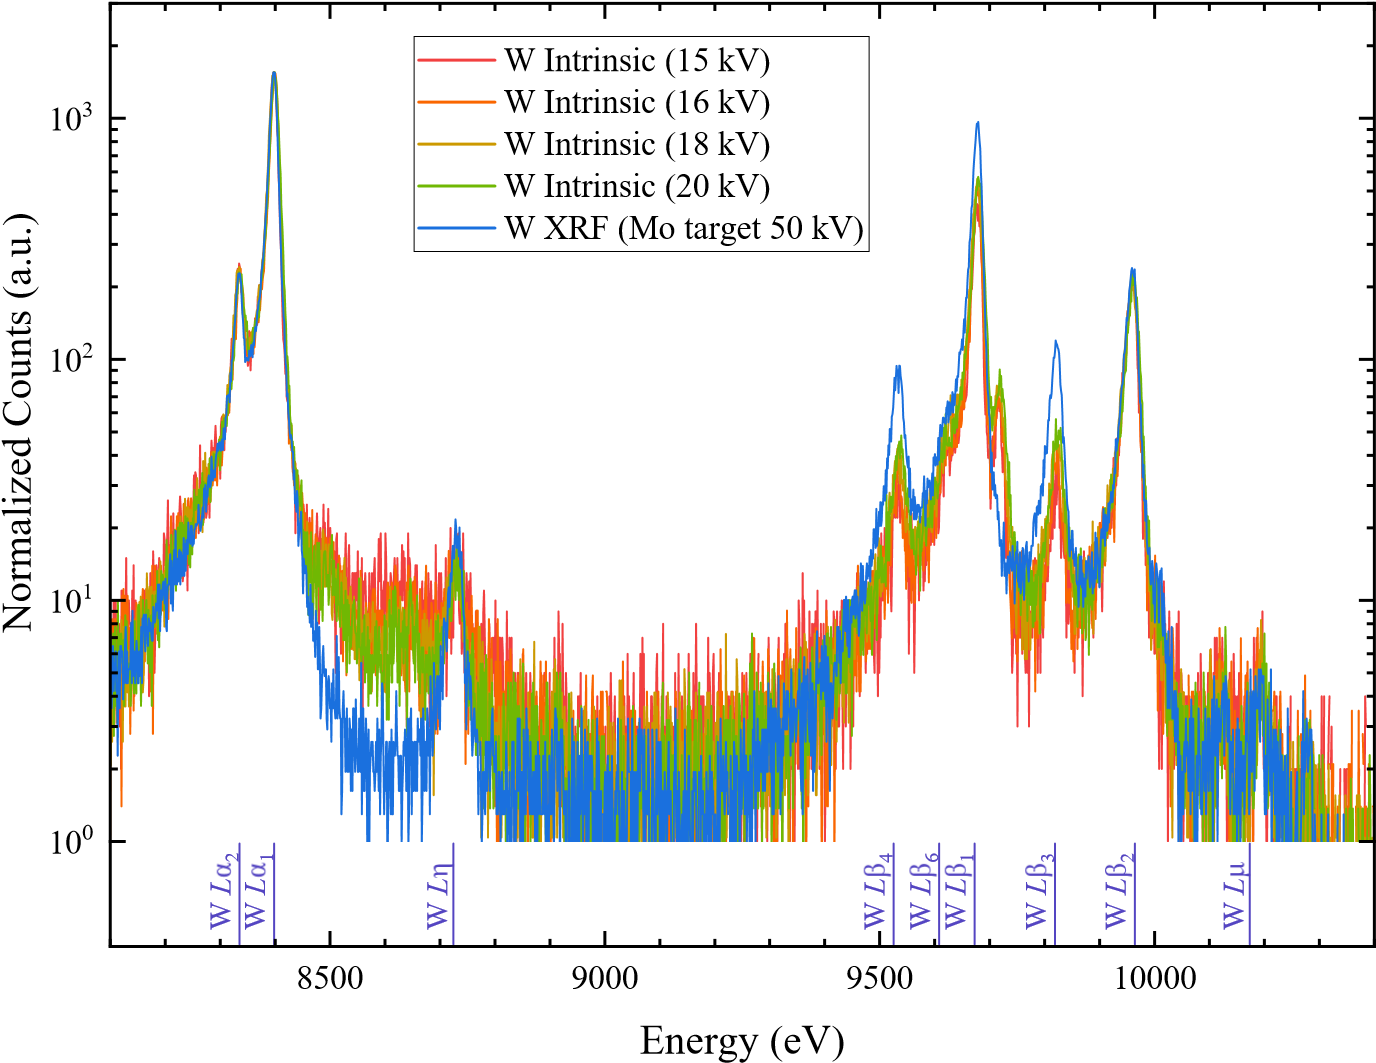 W Intrinsic (15 kV)
W Intrinsic (16 kV)
W Intrinsic (18 kV)
W Intrinsic (20 kV)
W XRF (Mo target 50 kV)
Normalized Counts (a.u.)
10³
10²
10¹
10⁰
W Lα₂
W Lα₁
W Lη
W Lβ₄
W Lβ₆
W Lβ₁
W Lβ₃
W Lβ₂
W Lμ
8500
9000
9500
10000
Energy (eV)